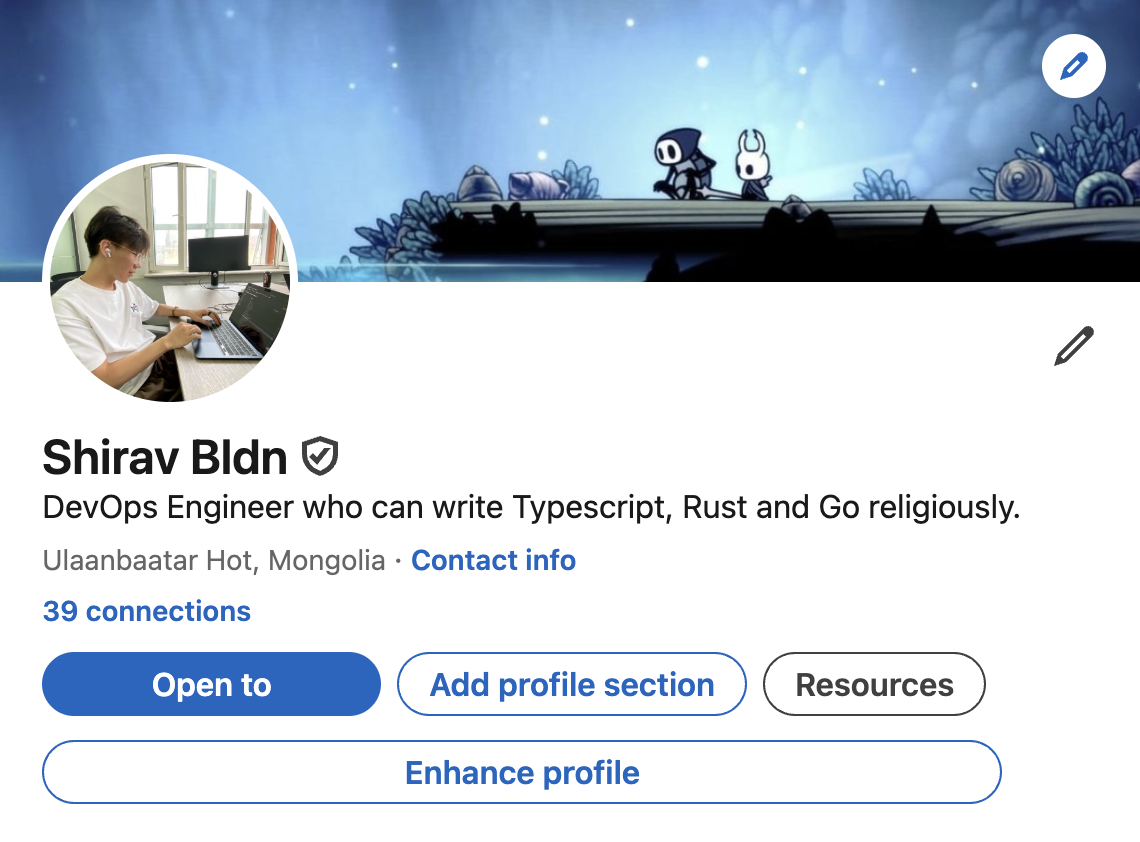 Shirav Bldn
DevOps Engineer who can write Typescript, Rust and Go religiously.
Ulaanbaatar Hot, Mongolia · Contact info
39 connections
Open to
Add profile section
Resources
Enhance profile